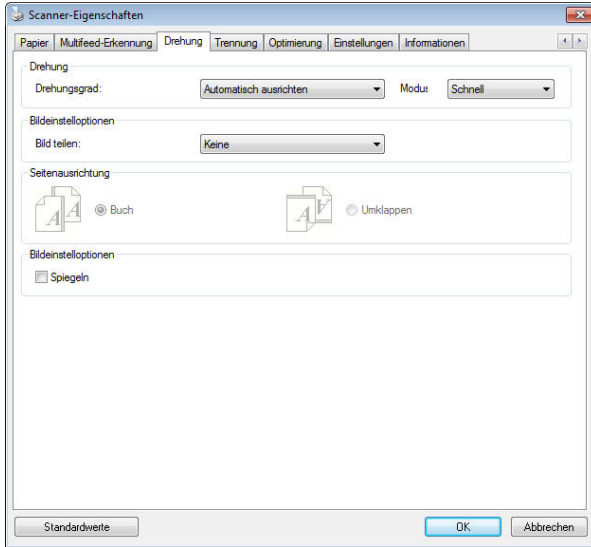 Scanner-Eigenschaften
Papier Multifeed-Erkennung Drehung Trennung Optimierung Einstellungen Informationen
Drehung
Drehungsgrad: Automatisch ausrichten Modus Schnell
Bildeinstelloptionen
Bild teilen: Keine
Seitenausrichtung
A A Buch A A Umklappen
Bildeinstelloptionen
Spiegeln
Standardwerte OK Abbrechen